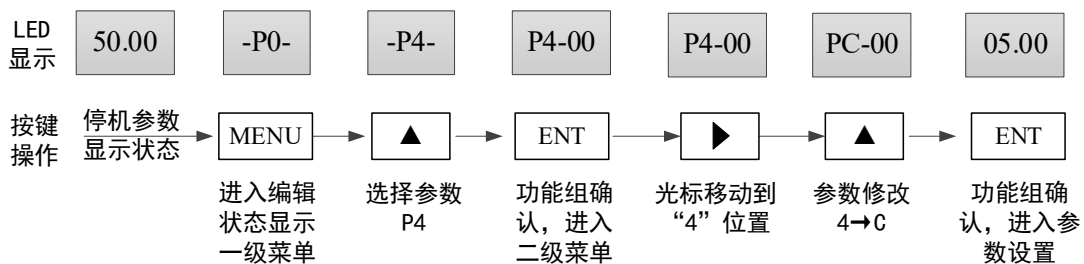 LED
显示
50.00
-P0-
-P4-
P4-00
P4-00
PC-00
05.00
按键
操作
停机参数
显示状态
MENU
▲
ENT
▶
▲
ENT
进入编辑
状态显示
一级菜单
选择参数
P4
功能组确
认，进入
二级菜单
光标移动到
“4”位置
参数修改
4→C
功能组确
认，进入参
数设置